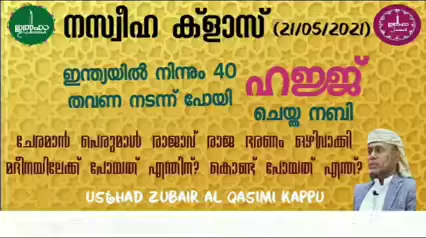 നസ്വീഹ ക്ളാസ് (21/05/2021)
ഇന്ത്യയിൽ നിന്നും 40
തവണ നടന്ന് പോയി
ഹജ്ജ്
ചെയ്ത നബി
ചേരമാൻ പെരുമാൾ രാജാവ് രാജ ഭരണം ഒഴിവാക്കി
മദീനയിലേക്ക് പോയത് എന്തിന്? കൊണ്ട് പോയത് എന്ത്?
USTHAD ZUBAIR AL QASIMI KAPPU